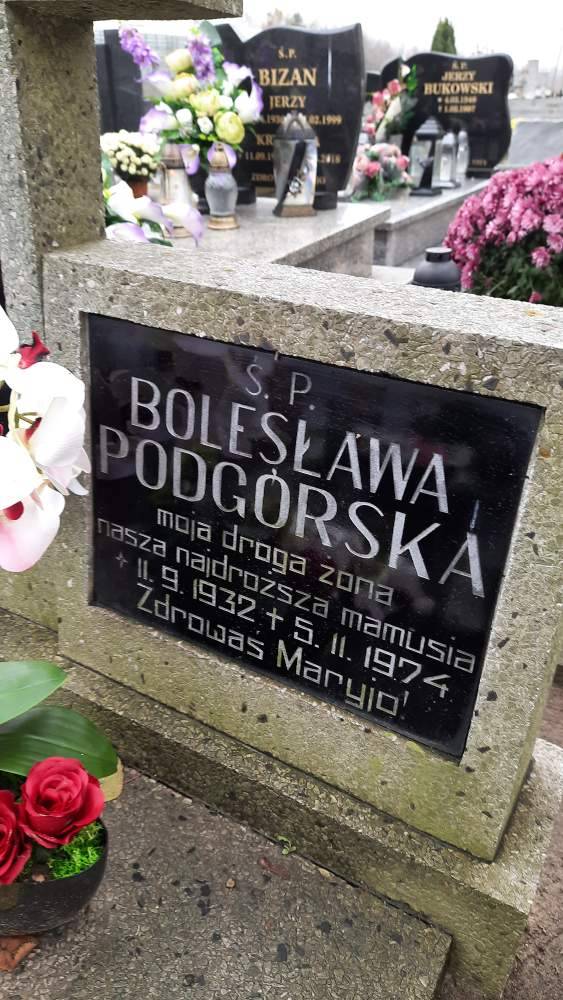 Ś. P.
BOLESŁAWA
PODGÓRSKA
moja droga żona
nasza najdroższa mamusia
* 11. 9. 1932 + 5. 11. 1974
Zdrowaś Maryjo!
Ś.P.
BIZAN
JERZY
1999
Ś.P.
JERZY
BUKOWSKI